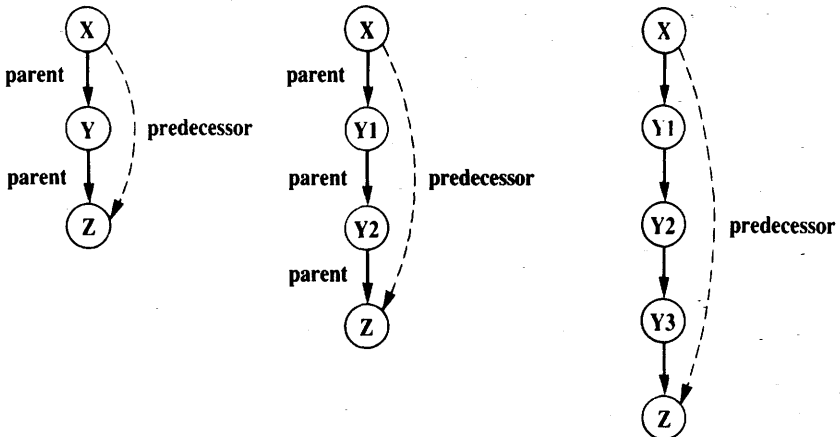 X
parent
Y
predecessor
parent
Z
X
parent
Y1
parent
predecessor
Y2
parent
Z
X
Y1
Y2
predecessor
Y3
Z